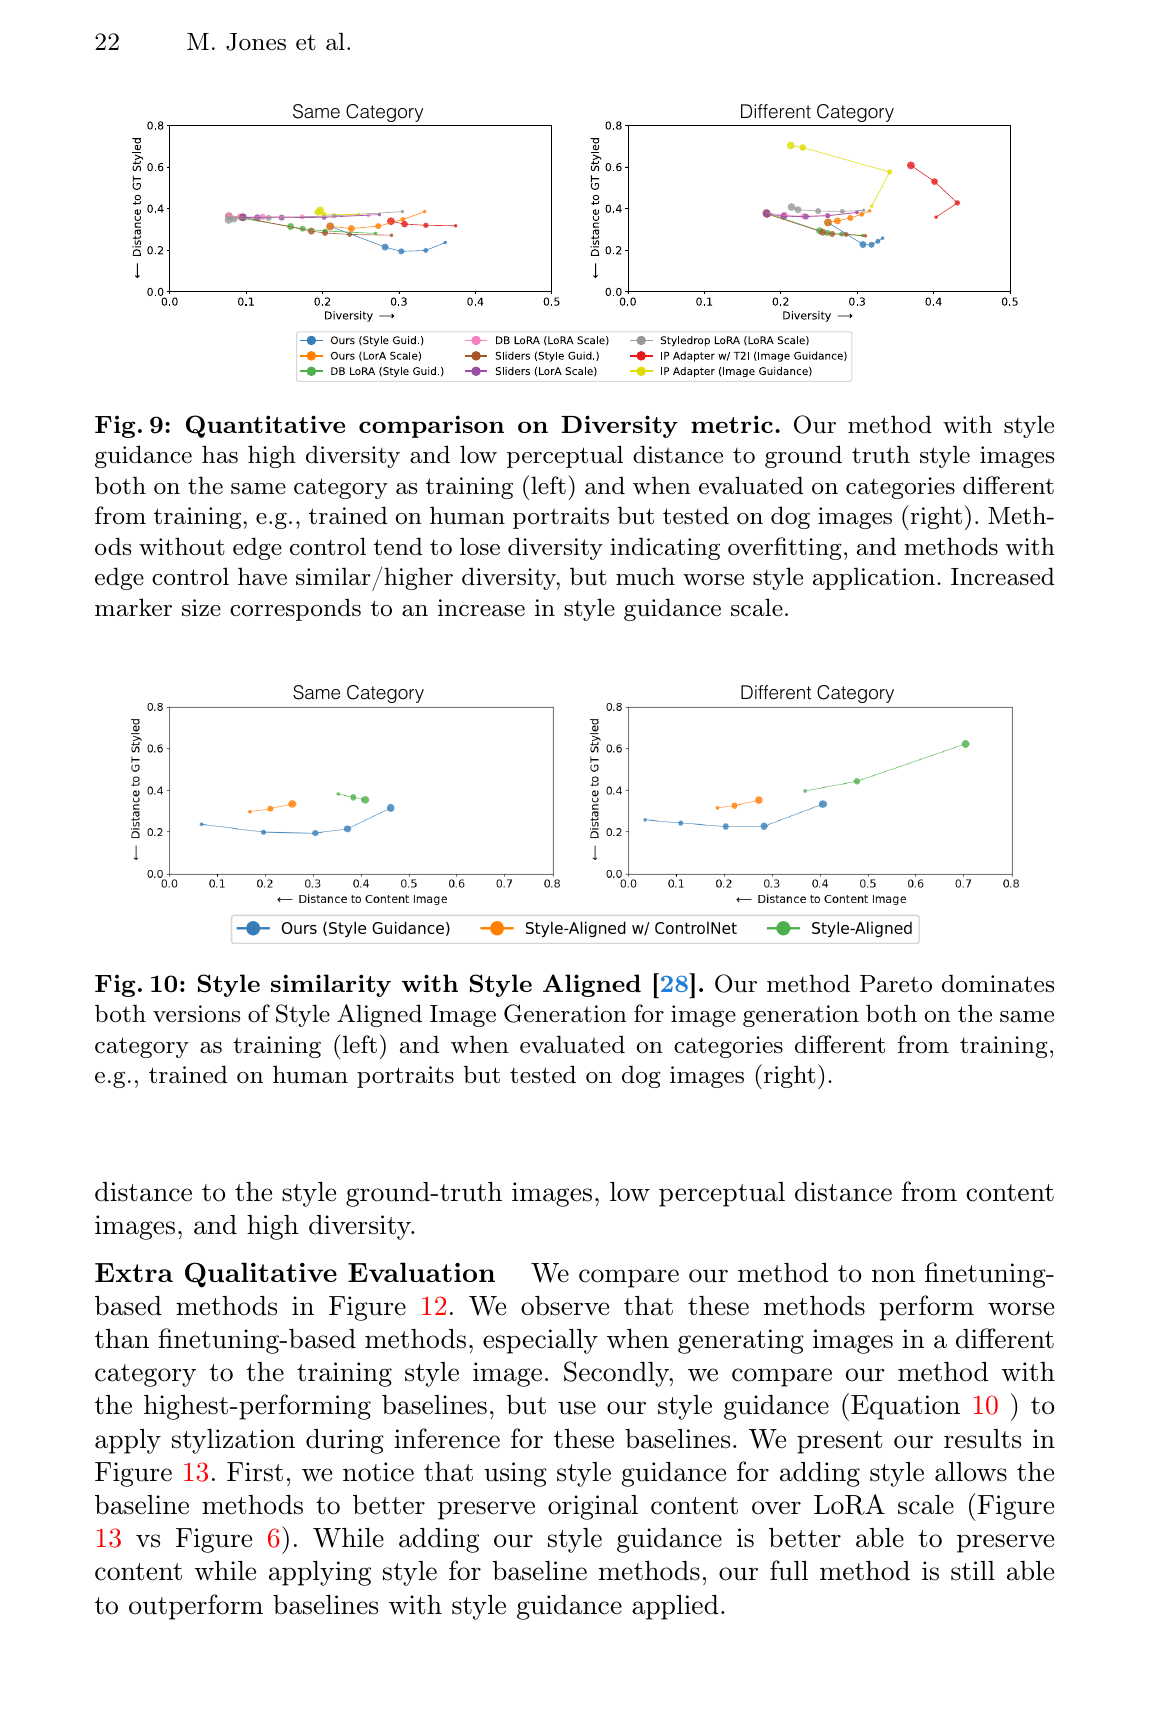 22 M. Jones et al.
Same Category
Different Category
0.8
0.6
0.4
0.2
0.0
← Distance to GT Styled
0.0 0.1 0.2 0.3 0.4 0.5
Diversity →
0.8
0.6
0.4
0.2
0.0
← Distance to GT Styled
0.0 0.1 0.2 0.3 0.4 0.5
Diversity →
Ours (Style Guid.)
Ours (LorA Scale)
DB LoRA (Style Guid.)
DB LoRA (LoRA Scale)
Sliders (Style Guid.)
Sliders (LorA Scale)
Styledrop LoRA (LoRA Scale)
IP Adapter w/ T2I (Image Guidance)
IP Adapter (Image Guidance)
Fig. 9: Quantitative comparison on Diversity metric. Our method with style
guidance has high diversity and low perceptual distance to ground truth style images
both on the same category as training (left) and when evaluated on categories different
from training, e.g., trained on human portraits but tested on dog images (right). Meth-
ods without edge control tend to lose diversity indicating overfitting, and methods with
edge control have similar/higher diversity, but much worse style application. Increased
marker size corresponds to an increase in style guidance scale.
Same Category
Different Category
0.8
0.6
0.4
0.2
0.0
← Distance to GT Styled
0.0 0.1 0.2 0.3 0.4 0.5 0.6 0.7 0.8
← Distance to Content Image
0.8
0.6
0.4
0.2
0.0
← Distance to GT Styled
0.0 0.1 0.2 0.3 0.4 0.5 0.6 0.7 0.8
← Distance to Content Image
Ours (Style Guidance) Style-Aligned w/ ControlNet Style-Aligned
Fig. 10: Style similarity with Style Aligned [28]. Our method Pareto dominates
both versions of Style Aligned Image Generation for image generation both on the same
category as training (left) and when evaluated on categories different from training,
e.g., trained on human portraits but tested on dog images (right).
distance to the style ground-truth images, low perceptual distance from content
images, and high diversity.
Extra Qualitative Evaluation We compare our method to non finetuning-
based methods in Figure 12. We observe that these methods perform worse
than finetuning-based methods, especially when generating images in a different
category to the training style image. Secondly, we compare our method with
the highest-performing baselines, but use our style guidance (Equation 10 ) to
apply stylization during inference for these baselines. We present our results in
Figure 13. First, we notice that using style guidance for adding style allows the
baseline methods to better preserve original content over LoRA scale (Figure
13 vs Figure 6). While adding our style guidance is better able to preserve
content while applying style for baseline methods, our full method is still able
to outperform baselines with style guidance applied.